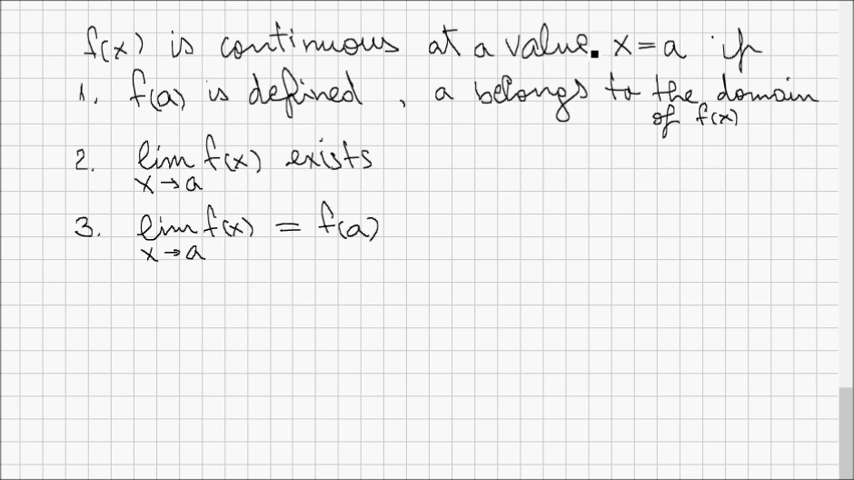 f(x) is continuous at a value. x = a if
1. f(a) is defined, a belongs to the domain
of f(x)
2. lim f(x) exists
x→a
3. lim f(x) = f(a)
x→a